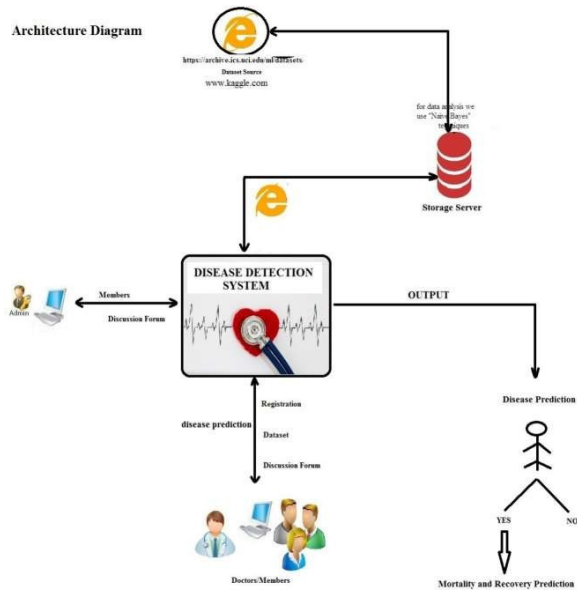 Architecture Diagram
https://archive.ics.uci.edu/ml/datasets
Dataset Source
www.kaggle.com
for data analysis we
use "Naive Bayes"
techniques
Storage Server
DISEASE DETECTION
SYSTEM
Admin
Members
Discussion Forum
OUTPUT
Registration
disease prediction
Dataset
Discussion Forum
Doctors/Members
Disease Prediction
YES
NO
Mortality and Recovery Prediction